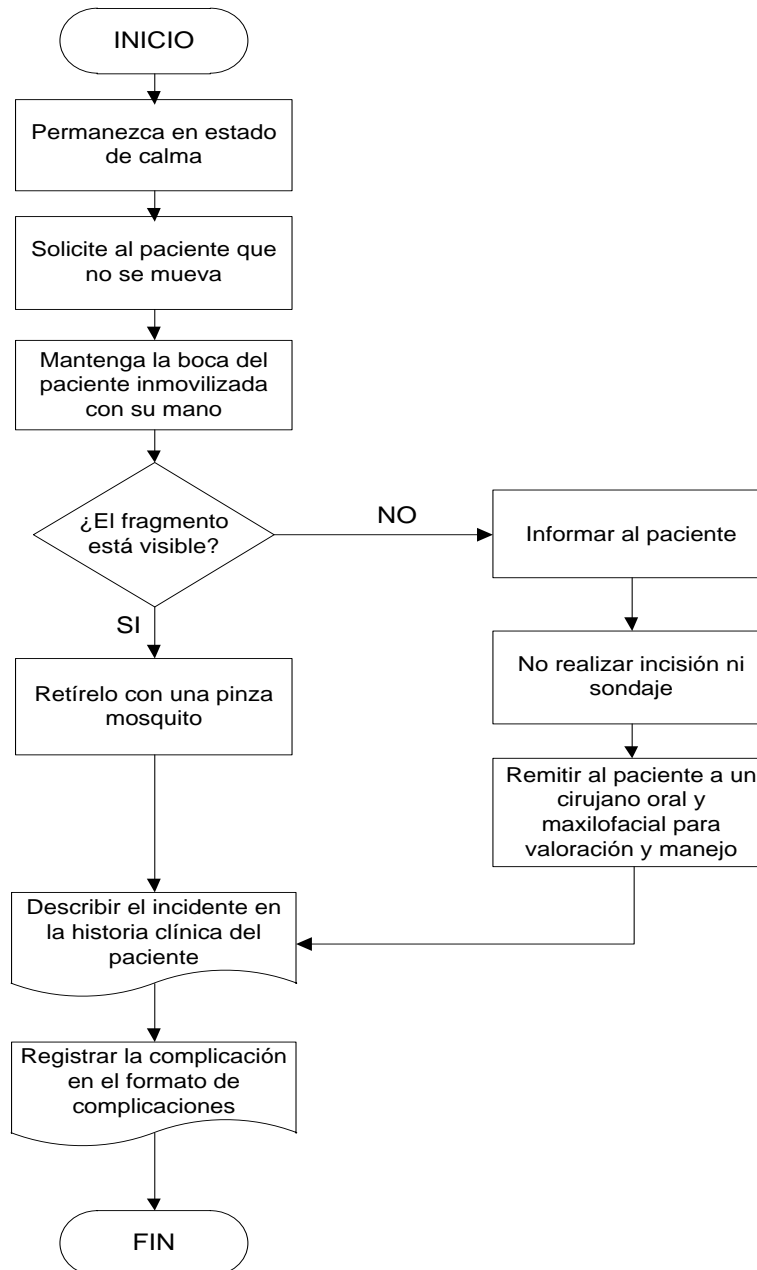 INICIO
Permanezca en estado
de calma
Solicite al paciente que
no se mueva
Mantenga la boca del
paciente inmovilizada
con su mano
¿El fragmento
está visible?
NO
Informar al paciente
SI
No realizar incisión ni
sondaje
Retírelo con una pinza
mosquito
Remitir al paciente a un
cirujano oral y
maxilofacial para
valoración y manejo
Describir el incidente en
la historia clínica del
paciente
Registrar la complicación
en el formato de
complicaciones
FIN